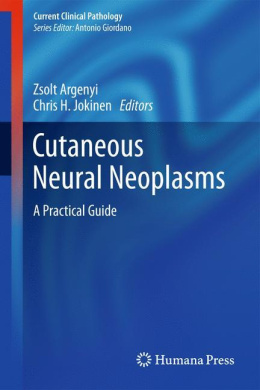 Current Clinical Pathology
Series Editor: Antonio Giordano
Zsolt Argenyi
Chris H. Jokinen Editors
Cutaneous
Neural Neoplasms
A Practical Guide
Humana Press